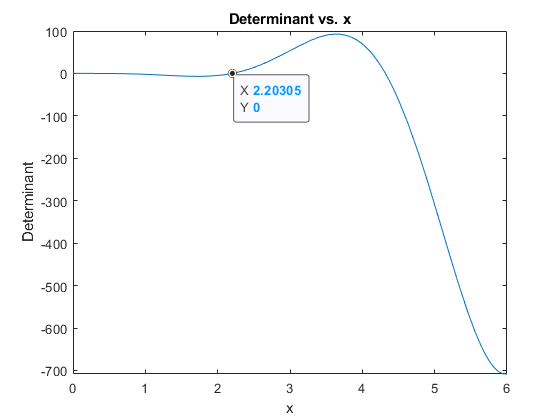 Determinant vs. x
100
0
-100
-200
-300
-400
-500
-600
-700
Determinant
X 2.20305
Y 0
0 1 2 3 4 5 6
x